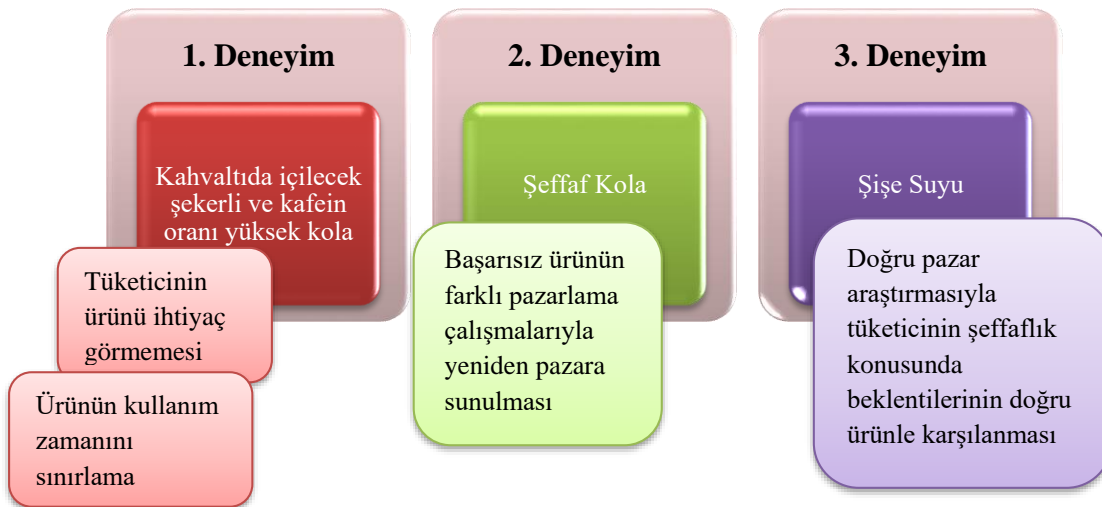 1. Deneyim
Kahvaltıda içilecek
şekerli ve kafein
oranı yüksek kola
Tüketicinin
ürünü ihtiyaç
görmemesi
Ürünün kullanım
zamanını
sınırlama
2. Deneyim
Şeffaf Kola
Başarısız ürünün
farklı pazarlama
çalışmalarıyla
yeniden pazara
sunulması
3. Deneyim
Şişe Suyu
Doğru pazar
araştırmasıyla
tüketicinin şeffaflık
konusunda
beklentilerinin doğru
ürünle karşılanması